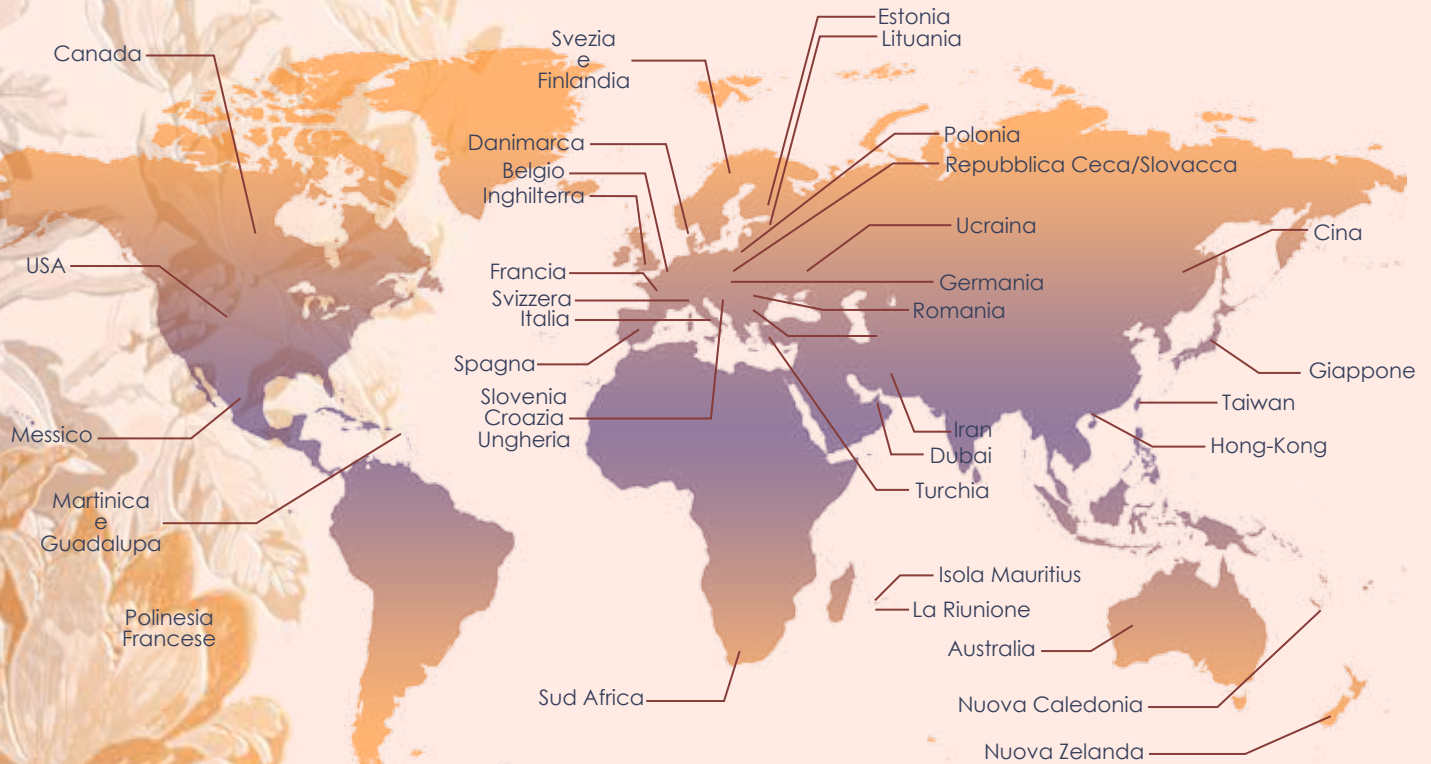 Canada
USA
Messico
Martinica
e
Guadalupa
Polinesia
Francese
Svezia
e
Finlandia
Danimarca
Belgio
Inghilterra
Francia
Svizzera
Italia
Spagna
Slovenia
Croazia
Ungheria
Sud Africa
Estonia
Lituania
Polonia
Repubblica Ceca/Slovacca
Ucraina
Germania
Romania
Iran
Dubai
Turchia
Isola Mauritius
La Riunione
Australia
Nuova Caledonia
Nuova Zelanda
Cina
Giappone
Taiwan
Hong-Kong